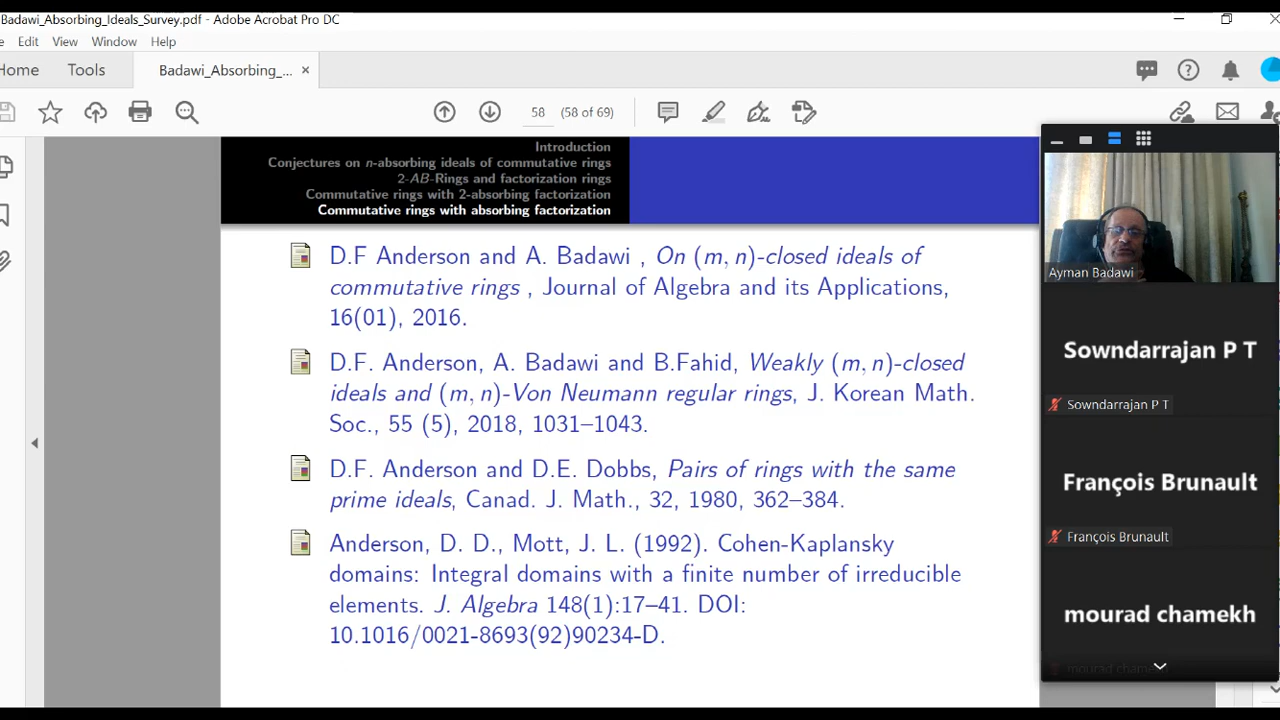 Badawi_Absorbing_Ideals_Survey.pdf - Adobe Acrobat Pro DC
Edit View Window Help
Home Tools Badawi_Absorbing_... ×
58 (58 of 69)
Introduction
Conjectures on n-absorbing ideals of commutative rings
2-AB-Rings and factorization rings
Commutative rings with 2-absorbing factorization
Commutative rings with absorbing factorization
D.F Anderson and A. Badawi , On (m, n)-closed ideals of
commutative rings , Journal of Algebra and its Applications,
16(01), 2016.
D.F. Anderson, A. Badawi and B.Fahid, Weakly (m, n)-closed
ideals and (m, n)-Von Neumann regular rings, J. Korean Math.
Soc., 55 (5), 2018, 1031–1043.
D.F. Anderson and D.E. Dobbs, Pairs of rings with the same
prime ideals, Canad. J. Math., 32, 1980, 362–384.
Anderson, D. D., Mott, J. L. (1992). Cohen-Kaplansky
domains: Integral domains with a finite number of irreducible
elements. J. Algebra 148(1):17–41. DOI:
10.1016/0021-8693(92)90234-D.
Ayman Badawi
Sowndarrajan P T
Sowndarrajan P T
François Brunault
François Brunault
mourad chamekh
mourad chamekh